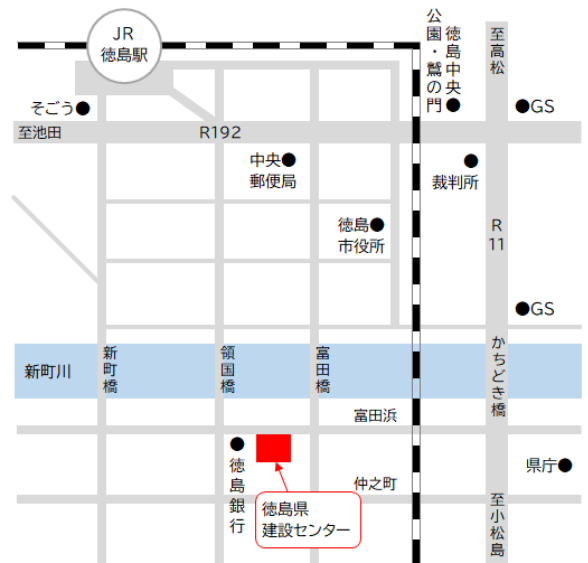 JR
徳島駅
徳島中央
公園・鷲の門
至高松
そごう
GS
至池田
R192
中央
郵便局
裁判所
徳島
市役所
R11
GS
新町川
新町橋
領国橋
富田橋
かちどき橋
富田浜
徳島銀行
県庁
仲之町
徳島県
建設センター
至小松島